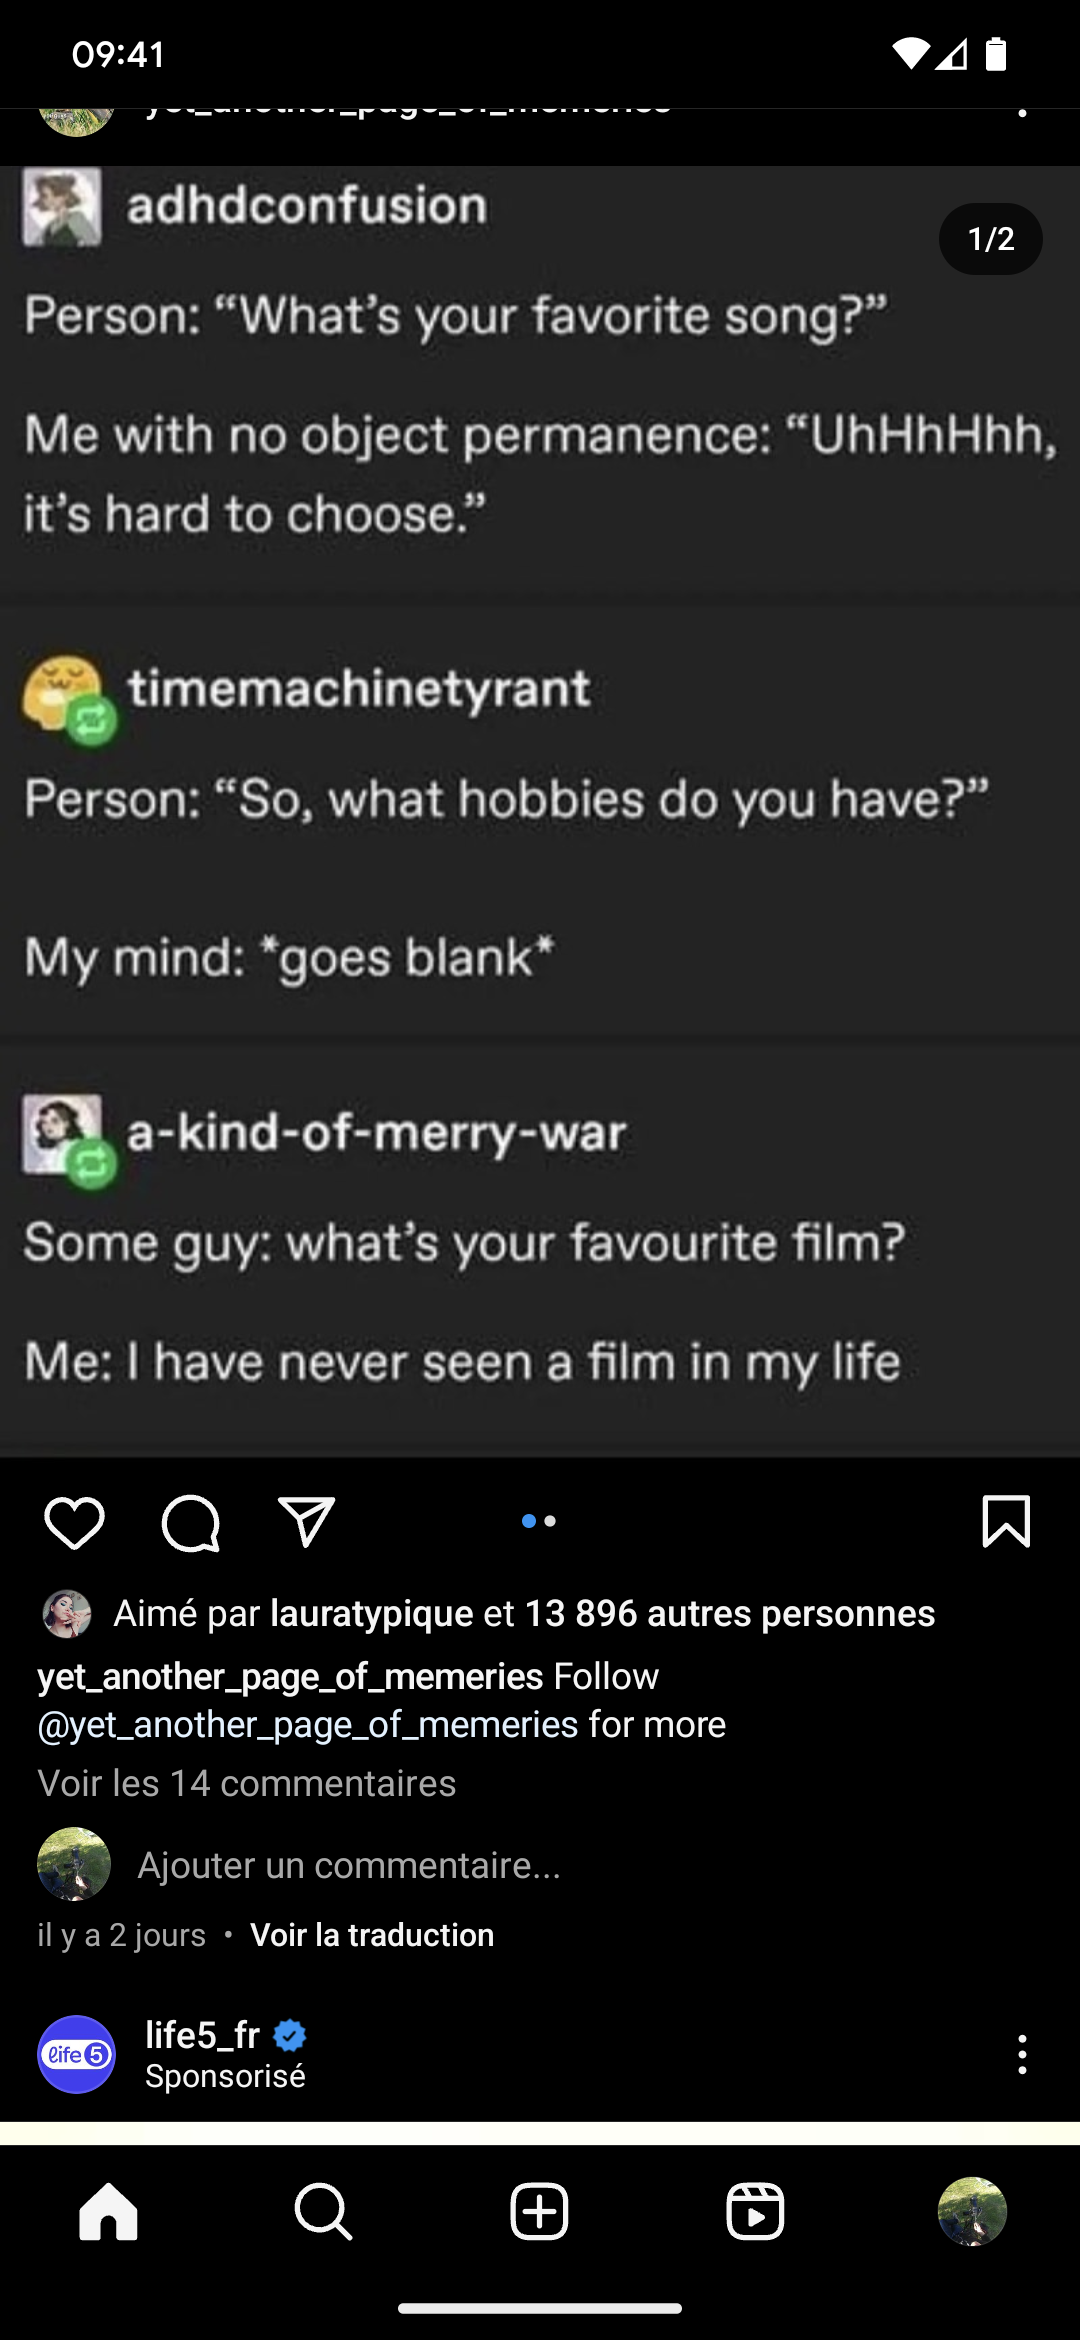 09:41
yet_another_page_of_memeries
adhdconfusion
1/2
Person: “What’s your favorite song?”
Me with no object permanence: “UhHhHhh,
it’s hard to choose.”
timemachinetyrant
Person: “So, what hobbies do you have?”
My mind: *goes blank*
a-kind-of-merry-war
Some guy: what’s your favourite film?
Me: I have never seen a film in my life
Aimé par lauratypique et 13 896 autres personnes
yet_another_page_of_memeries Follow
@yet_another_page_of_memeries for more
Voir les 14 commentaires
Ajouter un commentaire...
il y a 2 jours • Voir la traduction
life5_fr
life 5
Sponsorisé